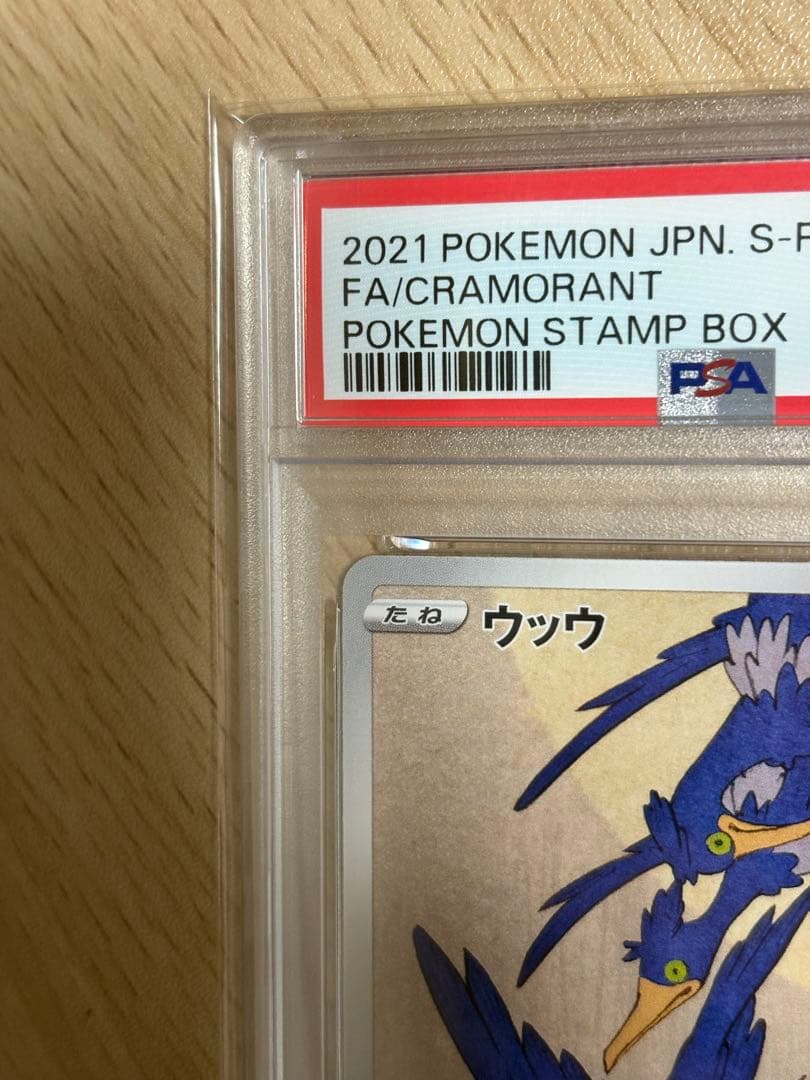 2021 POKEMON JPN. S-P
FA/CRAMORANT
POKEMON STAMP BOX
PSA
たね ウッウ